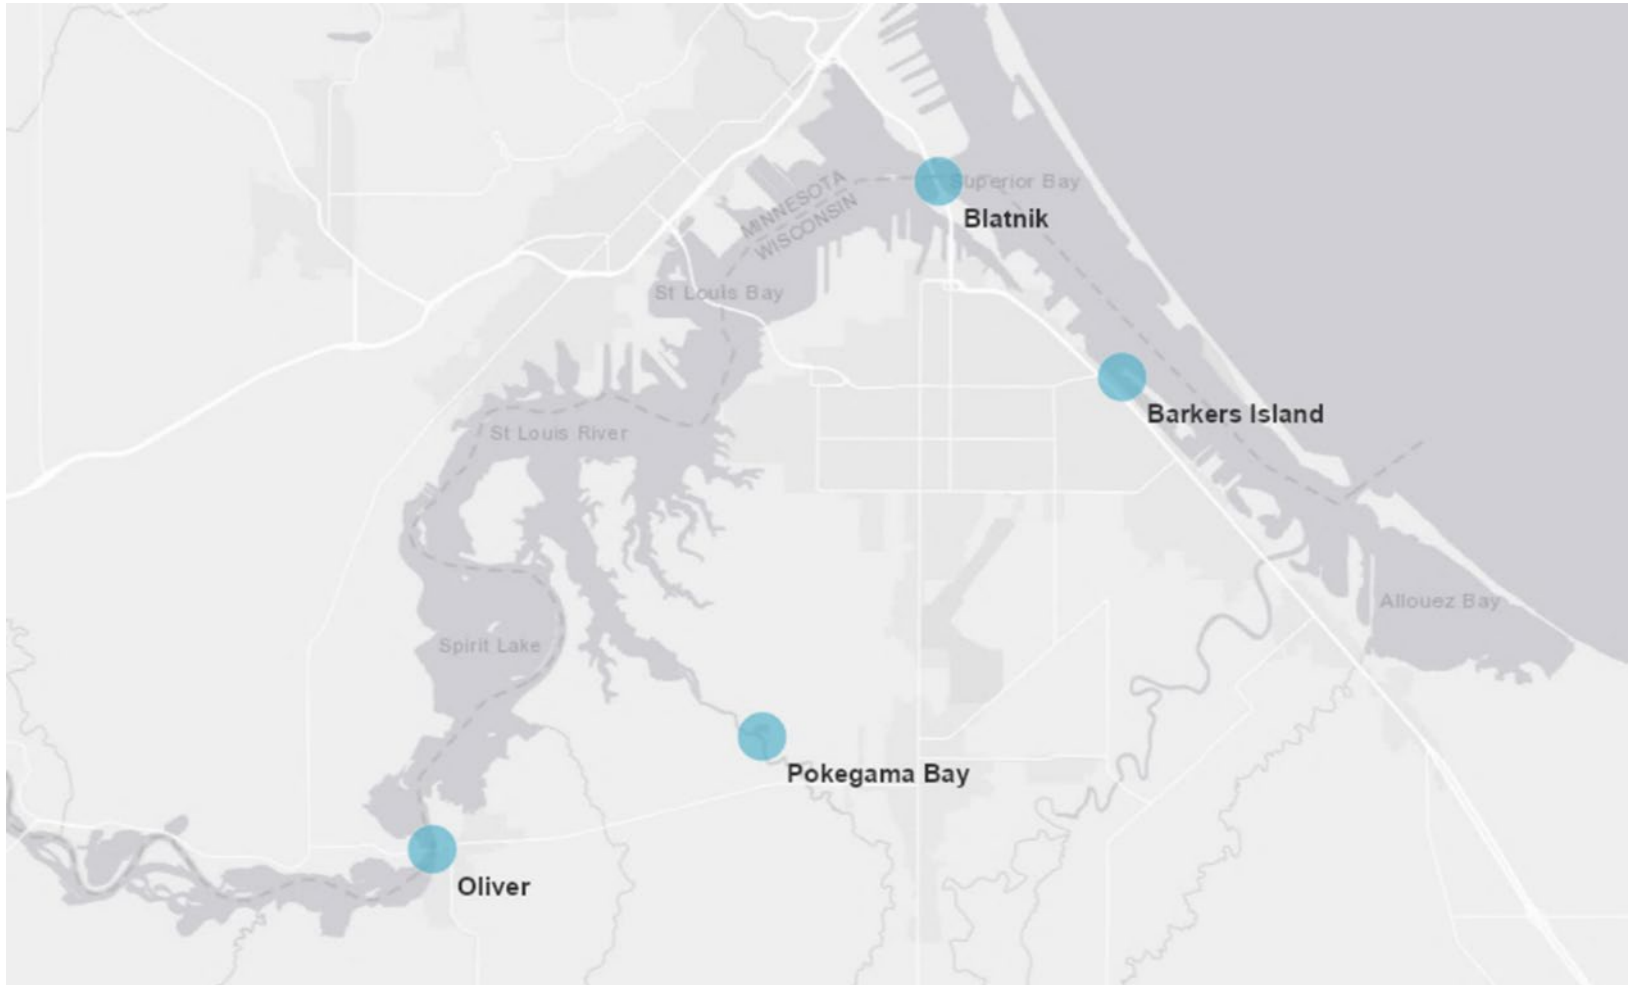 MINNESOTA
WISCONSIN
Superior Bay
Blatnik
St Louis Bay
Barkers Island
St Louis River
Allouez Bay
Spirit Lake
Pokegama Bay
Oliver